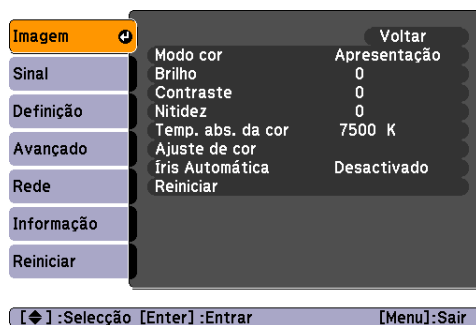 Imagem
Sinal
Definição
Avançado
Rede
Informação
Reiniciar
Voltar
Modo cor Apresentação
Brilho 0
Contraste 0
Nitidez 0
Temp. abs. da cor 7500 K
Ajuste de cor
Íris Automática Desactivado
Reiniciar
[◆] :Selecção [Enter] :Entrar [Menu]:Sair